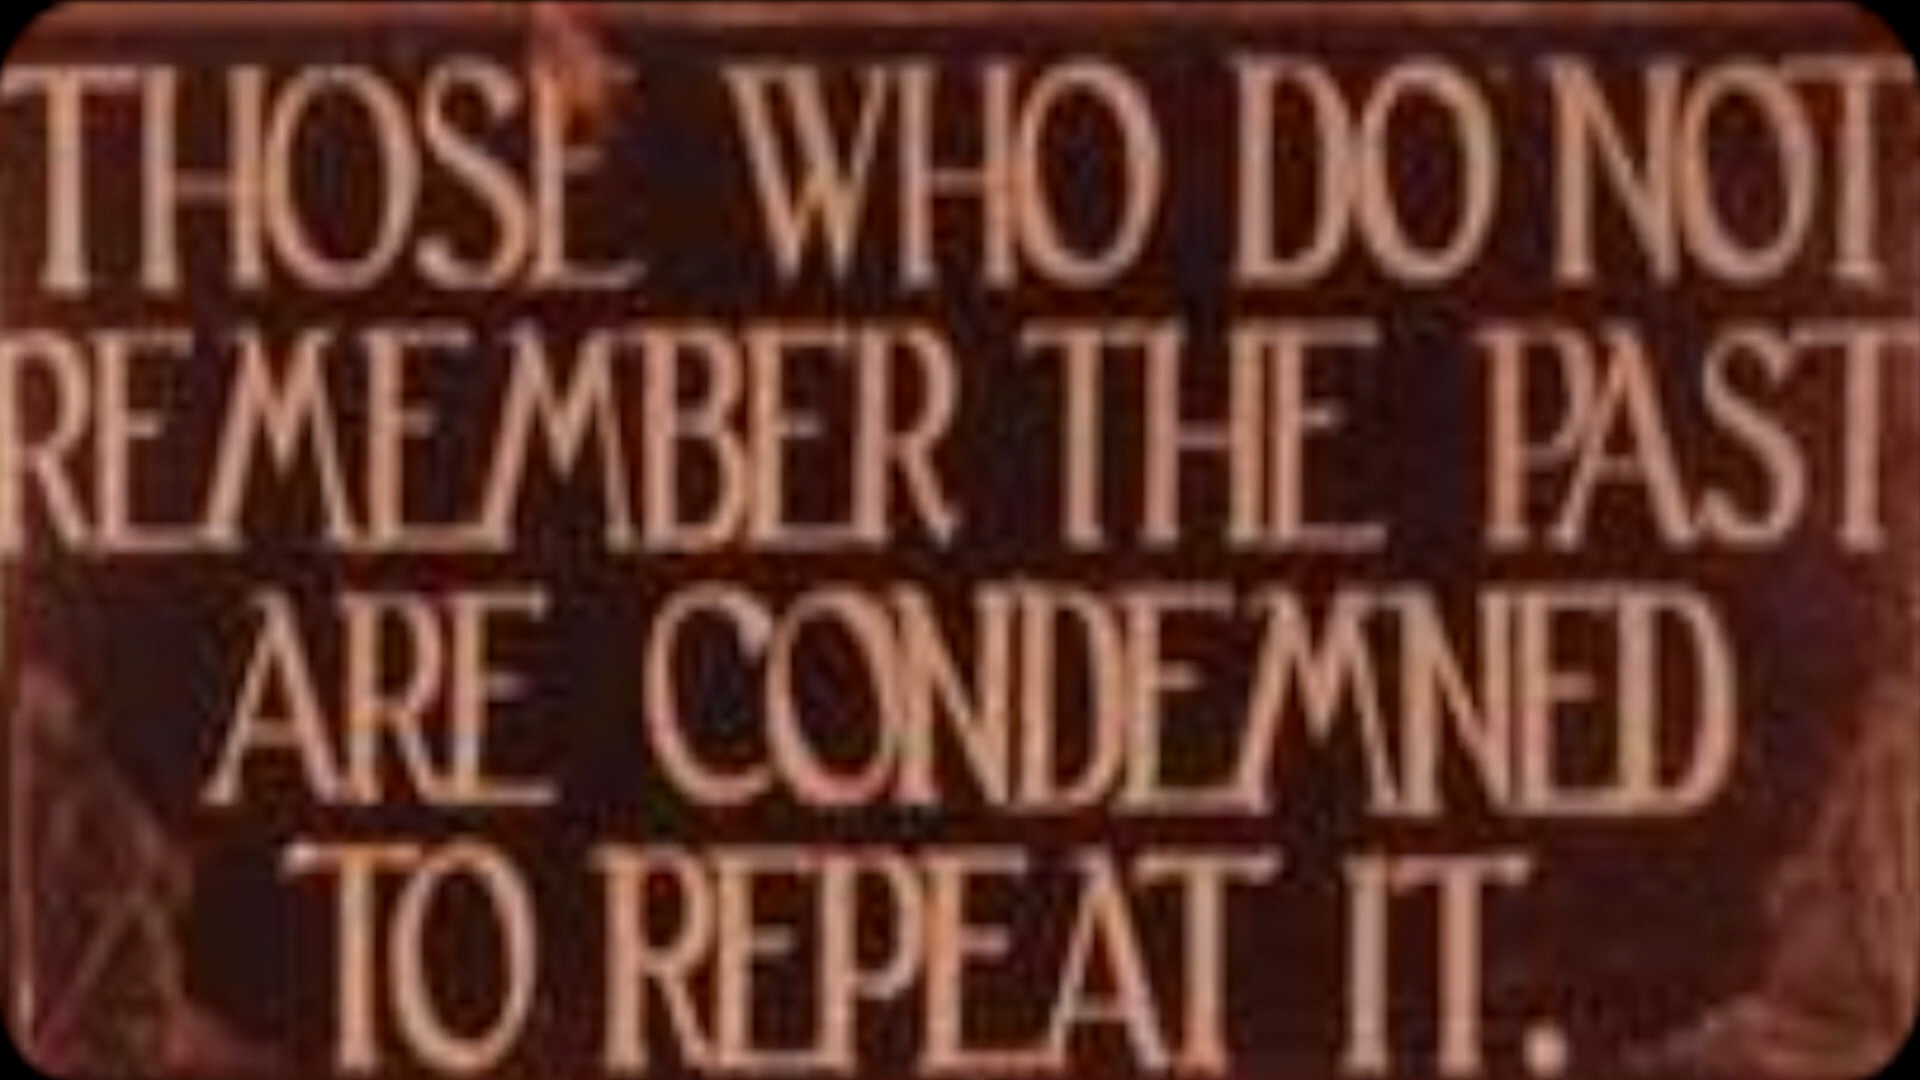 THOSE WHO DO NOT
REMEMBER THE PAST
ARE CONDEMNED
TO REPEAT IT.